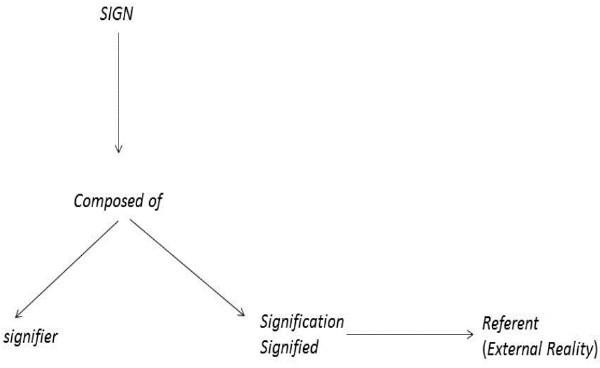 SIGN
Composed of
signifier
Signification
Signified
Referent
(External Reality)